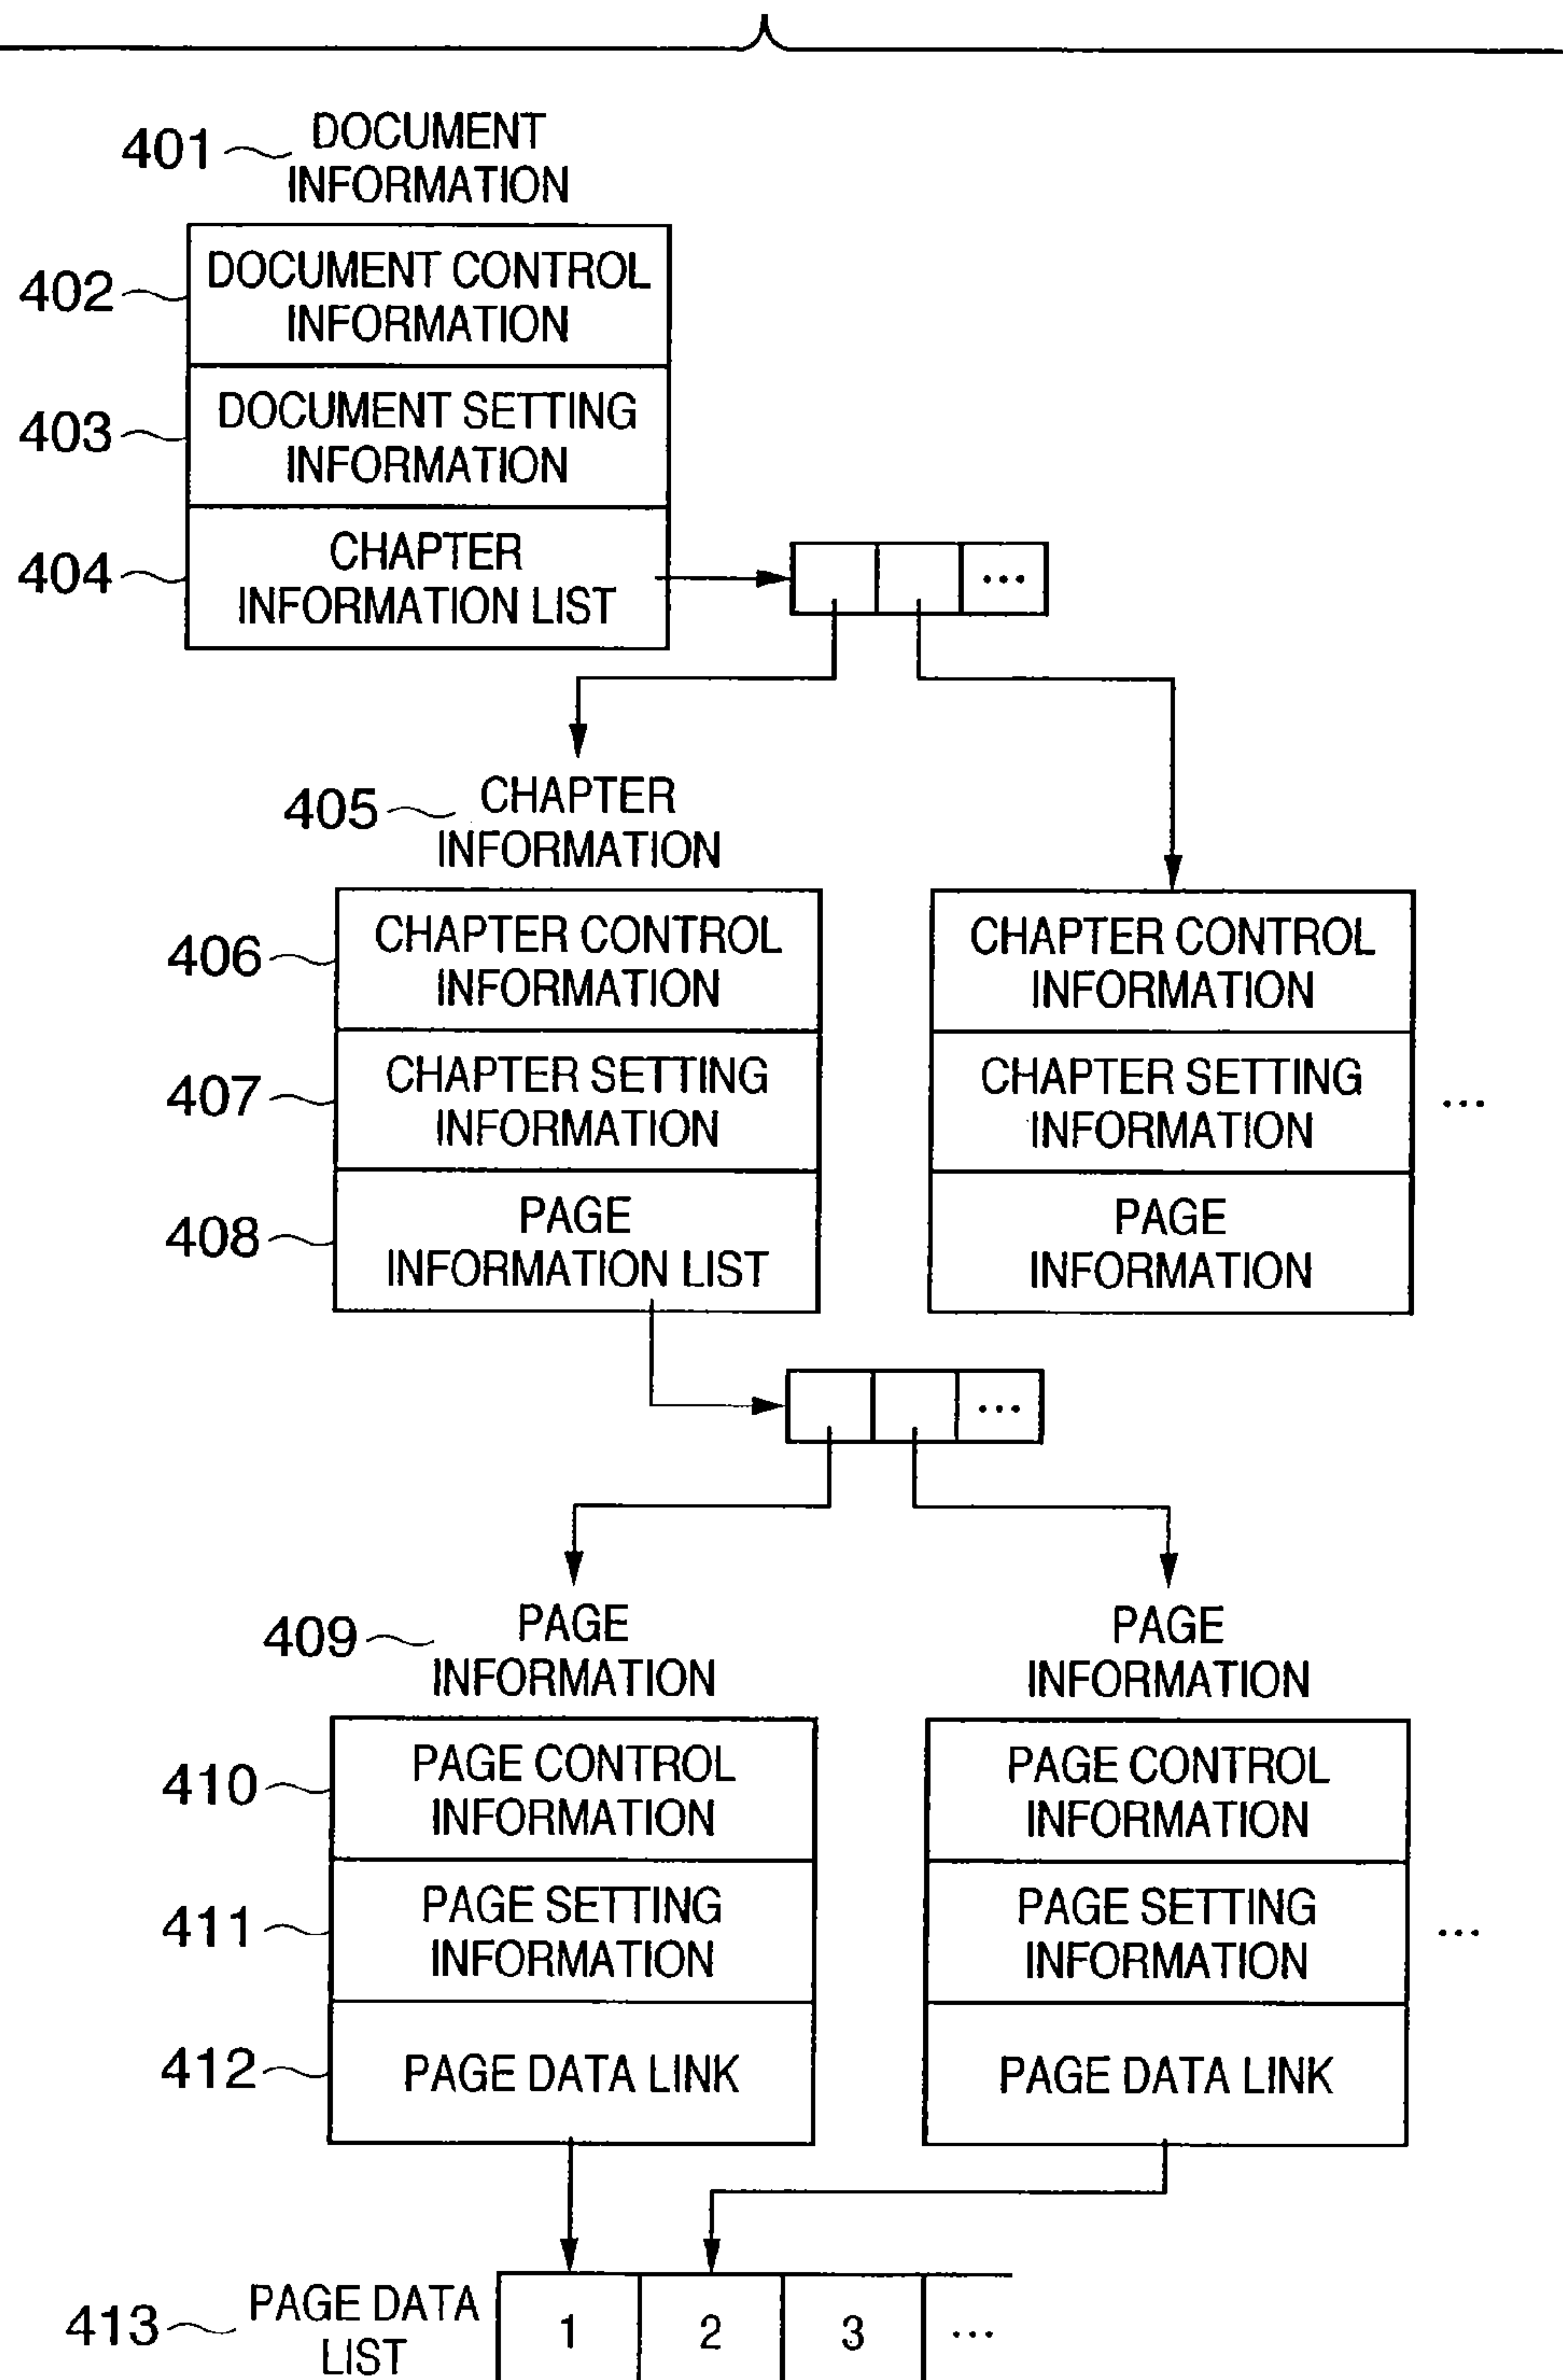 401
DOCUMENT
INFORMATION
402
DOCUMENT CONTROL
INFORMATION
403
DOCUMENT SETTING
INFORMATION
404
CHAPTER
INFORMATION LIST
...
405
CHAPTER
INFORMATION
406
CHAPTER CONTROL
INFORMATION
407
CHAPTER SETTING
INFORMATION
408
PAGE
INFORMATION LIST
CHAPTER CONTROL
INFORMATION
CHAPTER SETTING
INFORMATION
PAGE
INFORMATION
...
...
409
PAGE
INFORMATION
410
PAGE CONTROL
INFORMATION
411
PAGE SETTING
INFORMATION
412
PAGE DATA LINK
PAGE
INFORMATION
PAGE CONTROL
INFORMATION
PAGE SETTING
INFORMATION
PAGE DATA LINK
...
413
PAGE DATA
LIST
1 2 3 ...